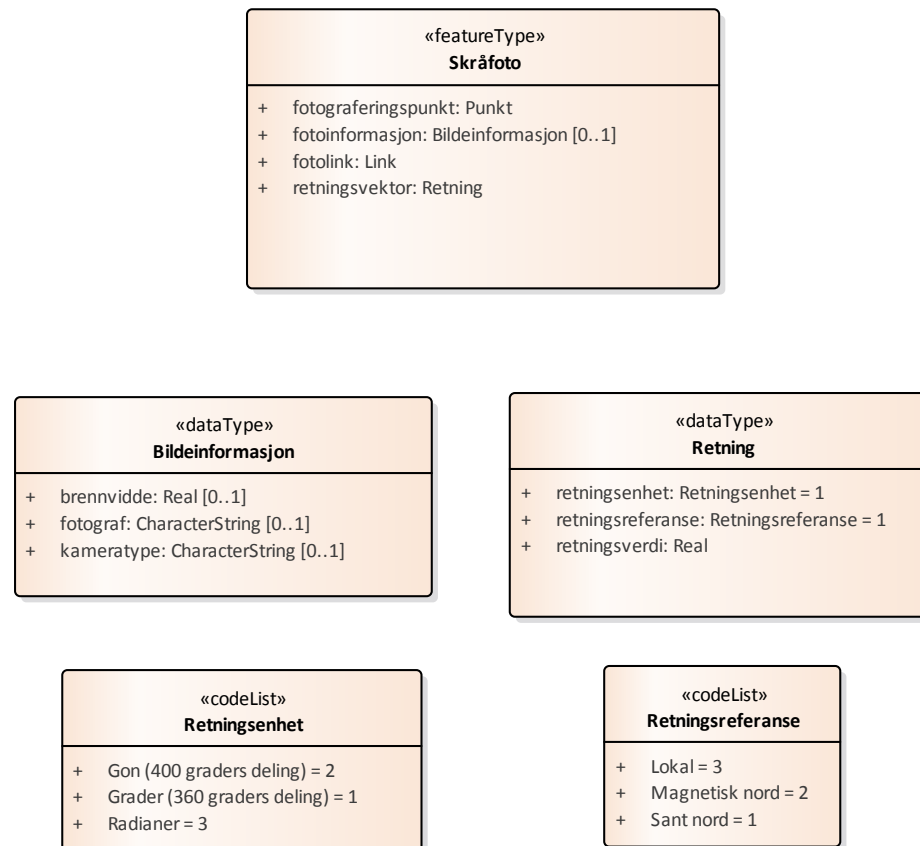 «featureType»
Skråfoto
+ fotograferingspunkt: Punkt
+ fotoinformasjon: Bildeinformasjon [0..1]
+ fotolink: Link
+ retningsvektor: Retning
«dataType»
Bildeinformasjon
+ brennvidde: Real [0..1]
+ fotograf: CharacterString [0..1]
+ kameratype: CharacterString [0..1]
«dataType»
Retning
+ retningsenhet: Retningsenhet = 1
+ retningsreferanse: Retningsreferanse = 1
+ retningsverdi: Real
«codeList»
Retningsenhet
+ Gon (400 graders deling) = 2
+ Grader (360 graders deling) = 1
+ Radianer = 3
«codeList»
Retningsreferanse
+ Lokal = 3
+ Magnetisk nord = 2
+ Sant nord = 1